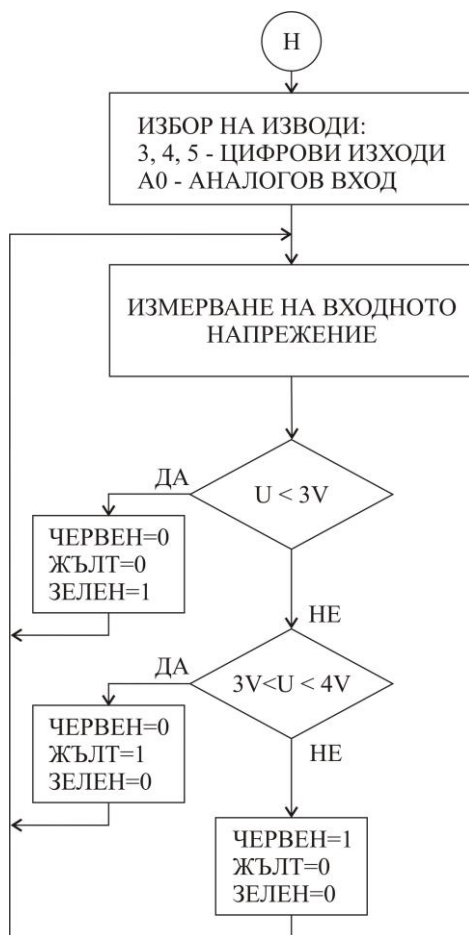 Н
ИЗБОР НА ИЗВОДИ:
3, 4, 5 - ЦИФРОВИ ИЗХОДИ
А0 - АНАЛОГОВ ВХОД
ИЗМЕРВАНЕ НА ВХОДНОТО
НАПРЕЖЕНИЕ
ДА
U < 3V
ЧЕРВЕН=0
ЖЪЛТ=0
ЗЕЛЕН=1
НЕ
ДА
3V<U < 4V
ЧЕРВЕН=0
ЖЪЛТ=1
ЗЕЛЕН=0
НЕ
ЧЕРВЕН=1
ЖЪЛТ=0
ЗЕЛЕН=0